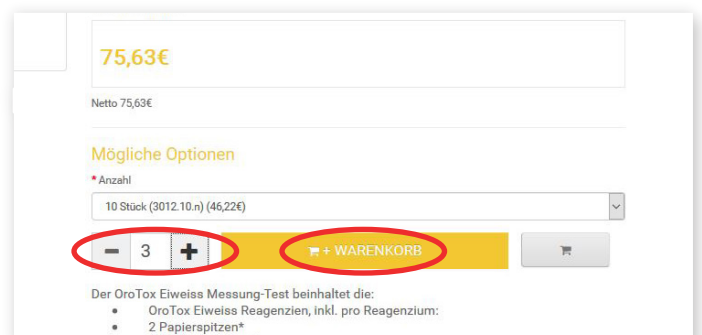 75,63€
Netto 75,63€
Mögliche Optionen
* Anzahl
10 Stück (3012.10.n) (46,22€)
− 3 + + WARENKORB
Der OroTox Eiweiss Messung-Test beinhaltet die:
• OroTox Eiweiss Reagenzien, inkl. pro Reagenzium:
• 2 Papierspitzen*